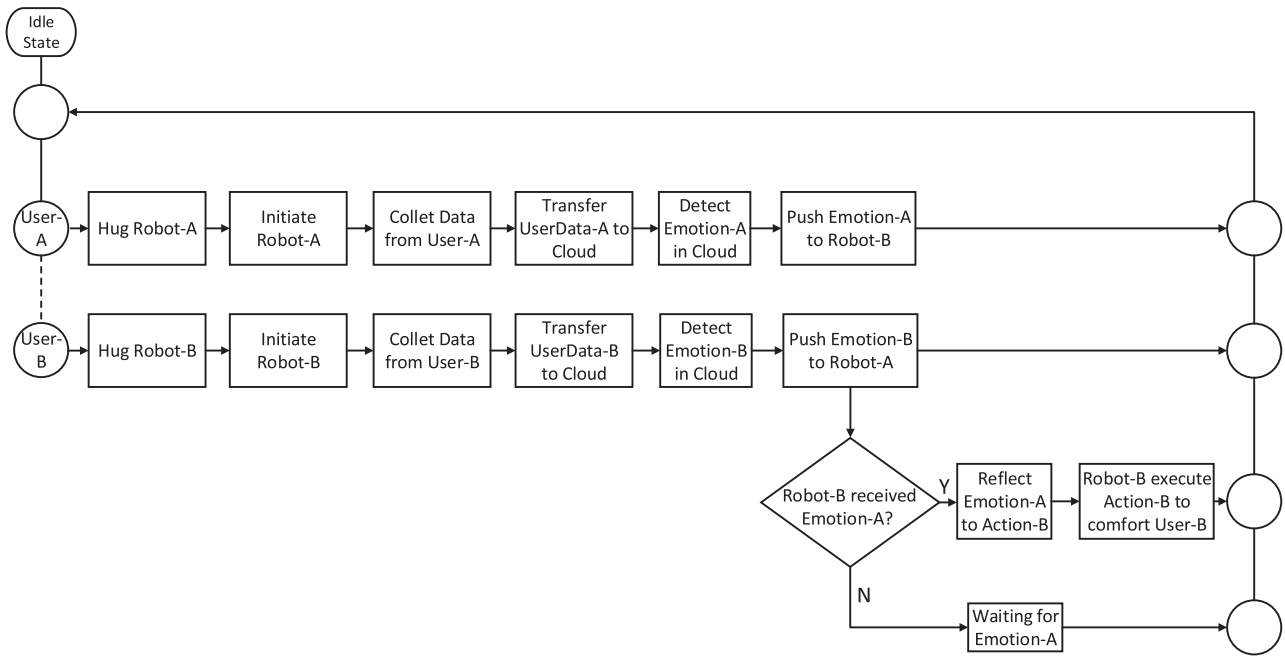 Idle
State
User-
A
Hug Robot-A
Initiate
Robot-A
Collet Data
from User-A
Transfer
UserData-A to
Cloud
Detect
Emotion-A
in Cloud
Push Emotion-A
to Robot-B
User-
B
Hug Robot-B
Initiate
Robot-B
Collet Data
from User-B
Transfer
UserData-B
to Cloud
Detect
Emotion-B
in Cloud
Push Emotion-B
to Robot-A
Robot-B received
Emotion-A?
Y
Reflect
Emotion-A
to Action-B
Robot-B execute
Action-B to
comfort User-B
N
Waiting for
Emotion-A